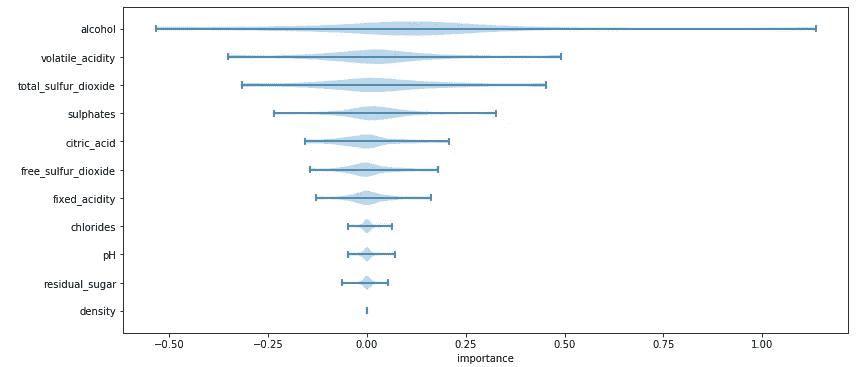 alcohol
volatile_acidity
total_sulfur_dioxide
sulphates
citric_acid
free_sulfur_dioxide
fixed_acidity
chlorides
pH
residual_sugar
density
−0.50 −0.25 0.00 0.25 0.50 0.75 1.00
importance